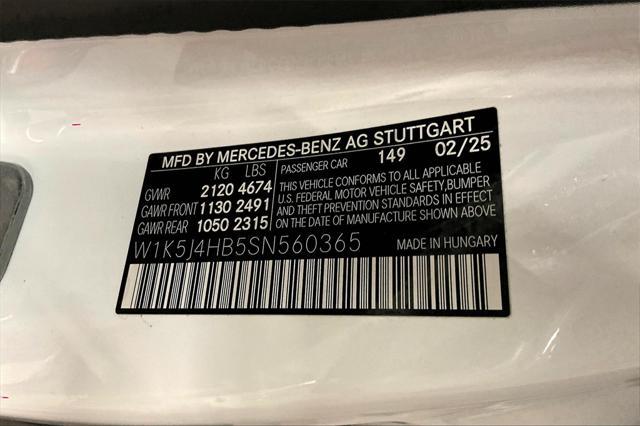 MFD BY MERCEDES-BENZ AG STUTTGART
KG LBS
GVWR 2120 4674
GAWR FRONT 1130 2491
GAWR REAR 1050 2315
PASSENGER CAR 149 02/25
THIS VEHICLE CONFORMS TO ALL APPLICABLE
U.S. FEDERAL MOTOR VEHICLE SAFETY, BUMPER
AND THEFT PREVENTION STANDARDS IN EFFECT
ON THE DATE OF MANUFACTURE SHOWN ABOVE
W1K5J4HB5SN560365 MADE IN HUNGARY